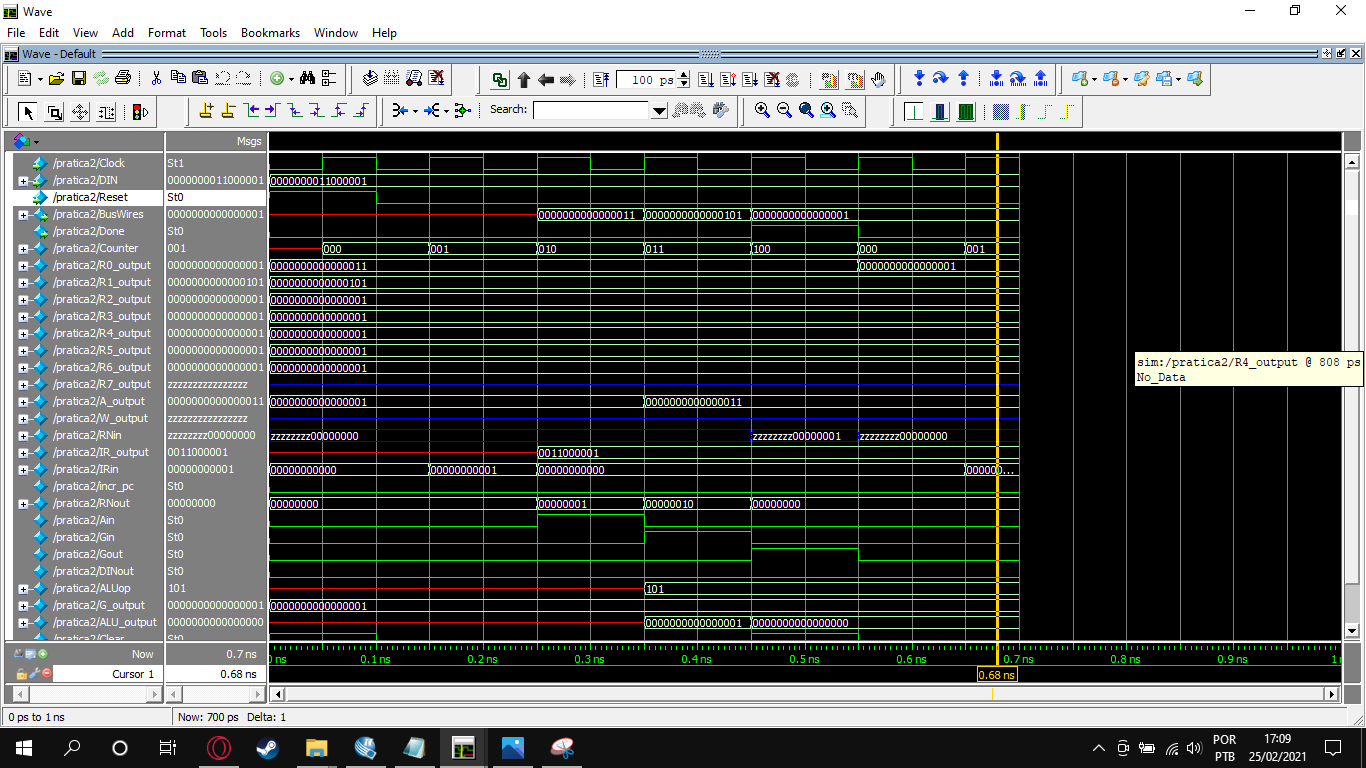 Wave
File Edit View Add Format Tools Bookmarks Window Help
Wave - Default
100 ps
Search:
Msgs
/pratica2/Clock St1
/pratica2/DIN 0000000011000001 0000000011000001
/pratica2/Reset St0
/pratica2/BusWires 0000000000000001 0000000000000011 0000000000000101 0000000000000001
/pratica2/Done St0
/pratica2/Counter 001 000 001 010 011 100 000 001
/pratica2/R0_output 0000000000000001 0000000000000011 0000000000000001
/pratica2/R1_output 0000000000000101 0000000000000101
/pratica2/R2_output 0000000000000001 0000000000000001
/pratica2/R3_output 0000000000000001 0000000000000001
/pratica2/R4_output 0000000000000001 0000000000000001
/pratica2/R5_output 0000000000000001 0000000000000001
/pratica2/R6_output 0000000000000001 0000000000000001
/pratica2/R7_output zzzzzzzzzzzzzzzz
/pratica2/A_output 0000000000000011 0000000000000001 0000000000000011
/pratica2/W_output zzzzzzzzzzzzzzzz
/pratica2/RNin zzzzzzzz00000000 zzzzzzzz00000000 zzzzzzzz00000001 zzzzzzzz00000000
/pratica2/IR_output 0011000001 0011000001
/pratica2/IRin 00000000001 00000000000 00000000001 00000000000 000000...
/pratica2/incr_pc St0
/pratica2/RNout 00000000 00000000 00000001 00000010 00000000
/pratica2/Ain St0
/pratica2/Gin St0
/pratica2/Gout St0
/pratica2/DINout St0
/pratica2/ALUop 101 101
/pratica2/G_output 0000000000000001 0000000000000001
/pratica2/ALU_output 0000000000000000 0000000000000001 0000000000000000
/pratica2/Clear St0
sim:/pratica2/R4_output @ 808 ps
No_Data
Now 0.7 ns ns 0.1 ns 0.2 ns 0.3 ns 0.4 ns 0.5 ns 0.6 ns 0.7 ns 0.8 ns 0.9 ns 1
Cursor 1 0.68 ns 0.68 ns
0 ps to 1 ns Now: 700 ps Delta: 1
POR 17:09
PTB 25/02/2021